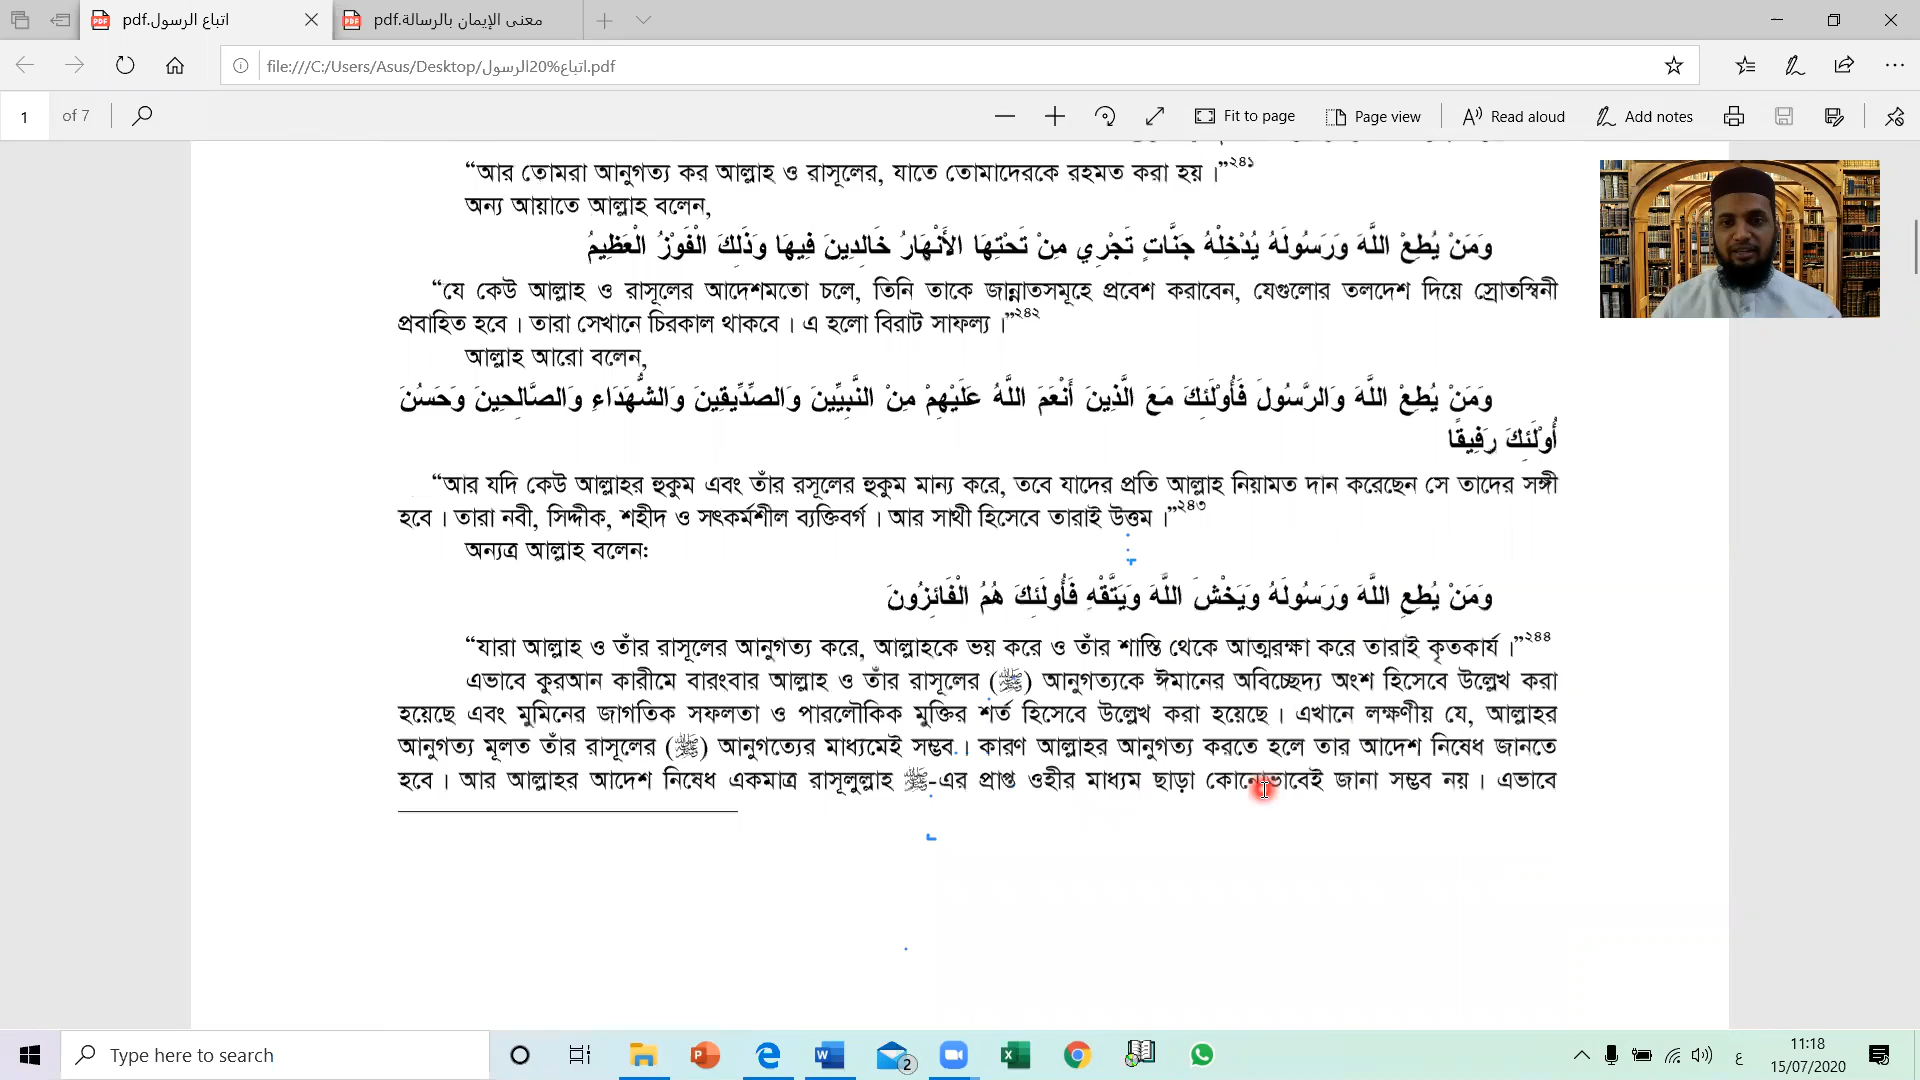 اتباع الرسول.pdf
معنى الإيمان بالرسالة.pdf
file:///C:/Users/Asus/Desktop/اتباع%20الرسول.pdf
1 of 7
Fit to page
Page view
Read aloud
Add notes
“আর তোমরা আনুগত্য কর আল্লাহ ও রাসূলের, যাতে তোমাদেরকে রহমত করা হয় ।”২৪১
অন্য আয়াতে আল্লাহ বলেন,
وَمَنْ يُطِعْ اللَّهَ وَرَسُولَهُ يُدْخِلْهُ جَنَّاتٍ تَجْرِي مِنْ تَحْتِهَا الأَنْهَارُ خَالِدِينَ فِيهَا وَذَلِكَ الْفَوْزُ الْعَظِيمُ
“যে কেউ আল্লাহ ও রাসূলের আদেশমতো চলে, তিনি তাকে জান্নাতসমূহে প্রবেশ করাবেন, যেগুলোর তলদেশ দিয়ে স্রোতস্বিনী
প্রবাহিত হবে । তারা সেখানে চিরকাল থাকবে । এ হলো বিরাট সাফল্য ।”২৪২
আল্লাহ আরো বলেন,
وَمَنْ يُطِعْ اللَّهَ وَالرَّسُولَ فَأُوْلَئِكَ مَعَ الَّذِينَ أَنْعَمَ اللَّهُ عَلَيْهِمْ مِنْ النَّبِيِّينَ وَالصِّدِّيقِينَ وَالشُّهَدَاءِ وَالصَّالِحِينَ وَحَسُنَ
أُوْلَئِكَ رَفِيقًا
“আর যদি কেউ আল্লাহর হুকুম এবং তাঁর রসূলের হুকুম মান্য করে, তবে যাদের প্রতি আল্লাহ নিয়ামত দান করেছেন সে তাদের সঙ্গী
হবে । তারা নবী, সিদ্দীক, শহীদ ও সৎকর্মশীল ব্যক্তিবর্গ । আর সাথী হিসেবে তারাই উত্তম ।”২৪৩
অন্যত্র আল্লাহ বলেন:
وَمَنْ يُطِعِ اللَّهَ وَرَسُولَهُ وَيَخْشَ اللَّهَ وَيَتَّقْهِ فَأُولَئِكَ هُمُ الْفَائِزُونَ
“যারা আল্লাহ ও তাঁর রাসূলের আনুগত্য করে, আল্লাহকে ভয় করে ও তাঁর শাস্তি থেকে আত্মরক্ষা করে তারাই কৃতকার্য ।”২৪৪
এভাবে কুরআন কারীমে বারংবার আল্লাহ ও তাঁর রাসূলের (ﷺ) আনুগত্যকে ঈমানের অবিচ্ছেদ্য অংশ হিসেবে উল্লেখ করা
হয়েছে এবং মুমিনের জাগতিক সফলতা ও পারলৌকিক মুক্তির শর্ত হিসেবে উল্লেখ করা হয়েছে । এখানে লক্ষণীয় যে, আল্লাহর
আনুগত্য মূলত তাঁর রাসূলের (ﷺ) আনুগত্যের মাধ্যমেই সম্ভব । কারণ আল্লাহর আনুগত্য করতে হলে তার আদেশ নিষেধ জানতে
হবে । আর আল্লাহর আদেশ নিষেধ একমাত্র রাসূলুল্লাহ ﷺ-এর প্রাপ্ত ওহীর মাধ্যম ছাড়া কোনোভাবেই জানা সম্ভব নয় । এভাবে
Type here to search
2
ع
11:18
15/07/2020